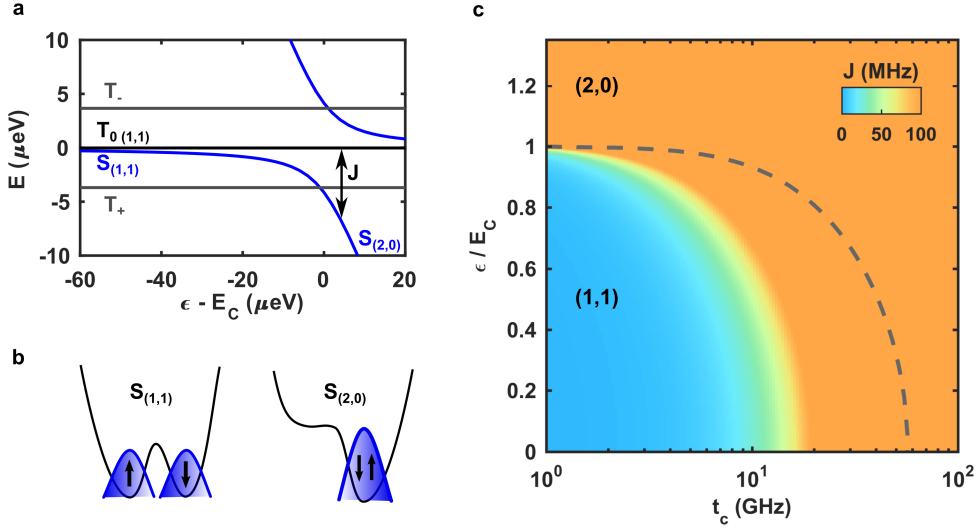 a
10
5
0
-5
-10
E (μeV)
T-
T0 (1,1)
S(1,1)
T+
J
S(2,0)
-60
-40
-20
0
20
ϵ - EC (μeV)
b
S(1,1)
S(2,0)
c
1.2
1
0.8
0.6
0.4
0.2
0
ϵ / EC
(2,0)
(1,1)
J (MHz)
0
50
100
10^0
10^1
10^2
tc (GHz)